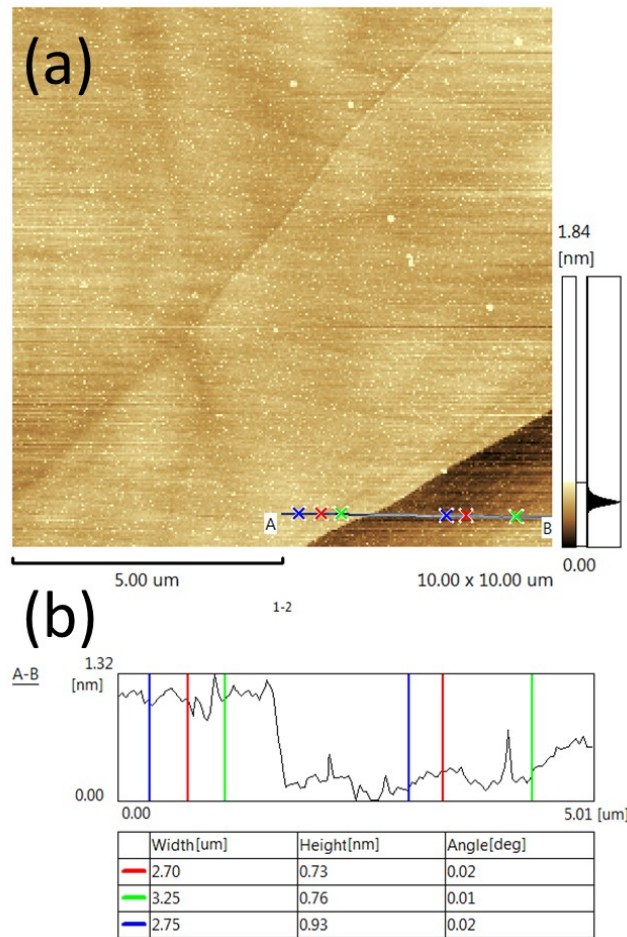 (a)
1.84
[nm]
A
B
0.00
5.00 um
10.00 x 10.00 um
1-2
(b)
A-B
1.32
[nm]
0.00
0.00
5.01 [um]
Width[um] Height[nm] Angle[deg]
2.70 0.73 0.02
3.25 0.76 0.01
2.75 0.93 0.02